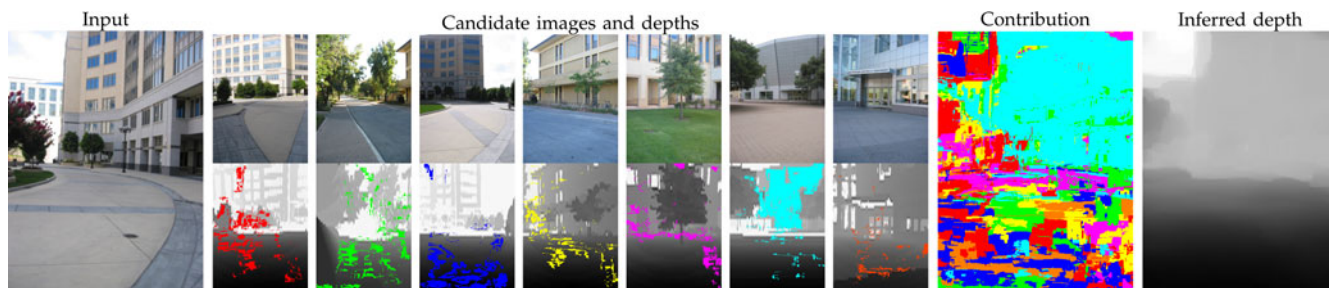 Input
Candidate images and depths
Contribution
Inferred depth